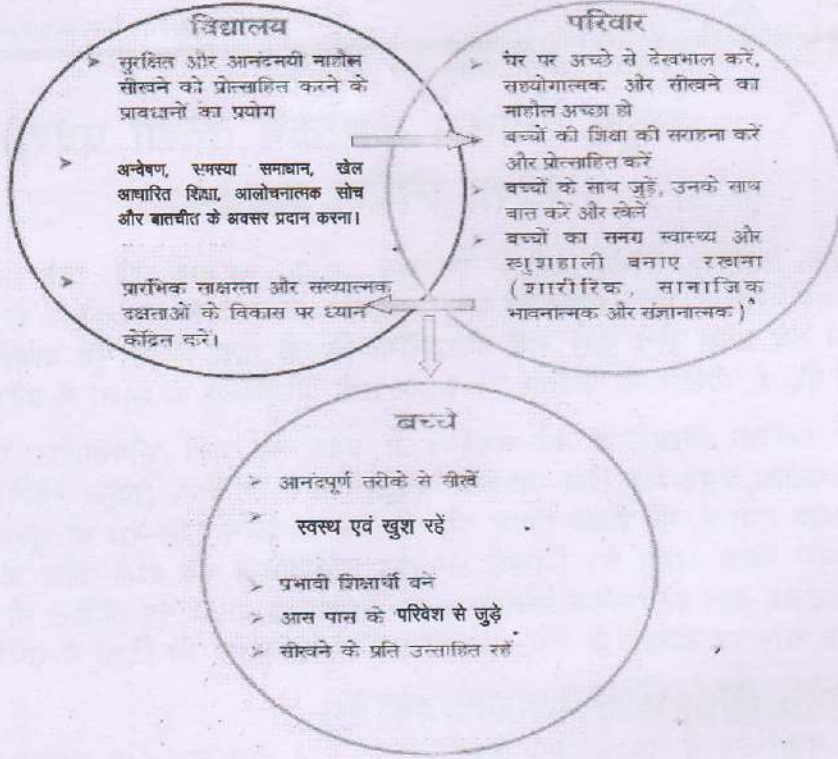 विद्यालय
सुरक्षित और आनंदमयी माहौल
सीखने को प्रोत्साहित करने के
प्रावधानों का प्रयोग
अन्वेषण, समस्या समाधान, खेल
आधारित शिक्षा, आलोचनात्मक सोच
और बातचीत के अवसर प्रदान करना।
प्रारंभिक साक्षरता और संख्यात्मक
दक्षताओं के विकास पर ध्यान
केंद्रित करें।
परिवार
घर पर अच्छे से देखभाल करें,
सहयोगात्मक और सीखने का
माहौल अच्छा हो
बच्चों की शिक्षा की सराहना करें
और प्रोत्साहित करें
बच्चों के साथ जुड़ें, उनके साथ
बात करें और खेलें
बच्चों का समग्र स्वास्थ्य और
खुशहाली बनाए रखना
(शारीरिक, सामाजिक
भावनात्मक और संज्ञानात्मक)
बच्चे
आनंदपूर्ण तरीके से सीखें
स्वस्थ एवं खुश रहें
प्रभावी शिक्षार्थी बनें
आस पास के परिवेश से जुड़े
सीखने के प्रति उत्साहित रहें